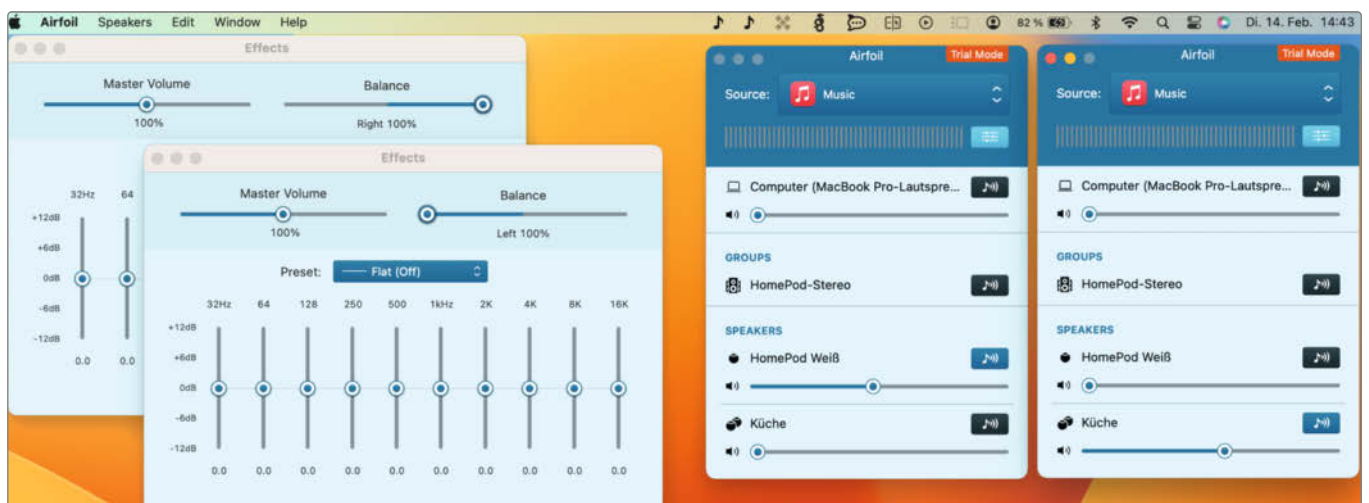 Airfoil Speakers Edit Window Help 82 % Di. 14. Feb. 14:43
Effects
Master Volume Balance
100% Right 100%
32Hz 64
+12dB
+6dB
0dB
-6dB
-12dB
0.0 0.0
Effects
Master Volume Balance
100% Left 100%
Preset: Flat (Off)
32Hz 64 128 250 500 1kHz 2K 4K 8K 16K
+12dB
+6dB
0dB
-6dB
-12dB
0.0 0.0 0.0 0.0 0.0 0.0 0.0 0.0 0.0 0.0
Airfoil Trial Mode
Source: Music
Computer (MacBook Pro-Lautspre...
GROUPS
HomePod-Stereo
SPEAKERS
HomePod Weiß
Küche
Airfoil Trial Mode
Source: Music
Computer (MacBook Pro-Lautspre...
GROUPS
HomePod-Stereo
SPEAKERS
HomePod Weiß
Küche